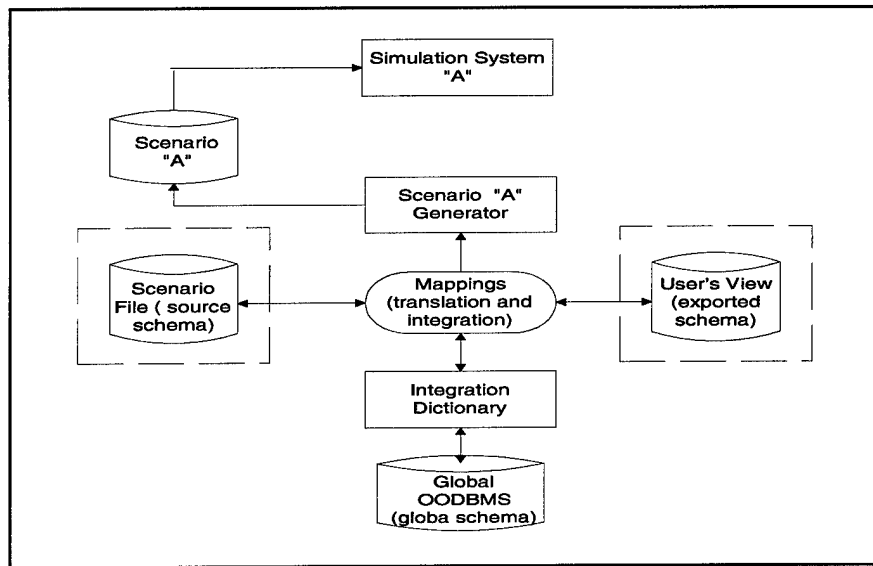 Simulation System
"A"
Scenario
"A"
Scenario "A"
Generator
Scenario
File ( source
schema)
Mappings
(translation and
integration)
User's View
(exported
schema)
Integration
Dictionary
Global
OODBMS
(globa schema)